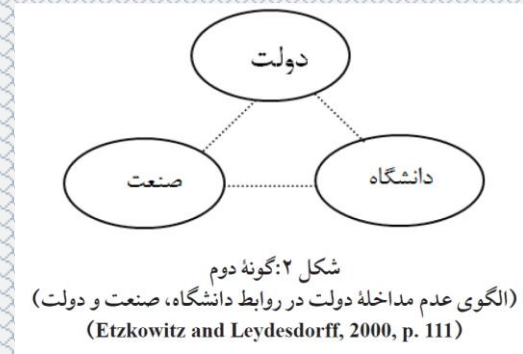 دولت
صنعت
دانشگاه
شکل ۲:گونهٔ دوم
(الگوی عدم مداخلهٔ دولت در روابط دانشگاه، صنعت و دولت)
(Etzkowitz and Leydesdorff, 2000, p. 111)